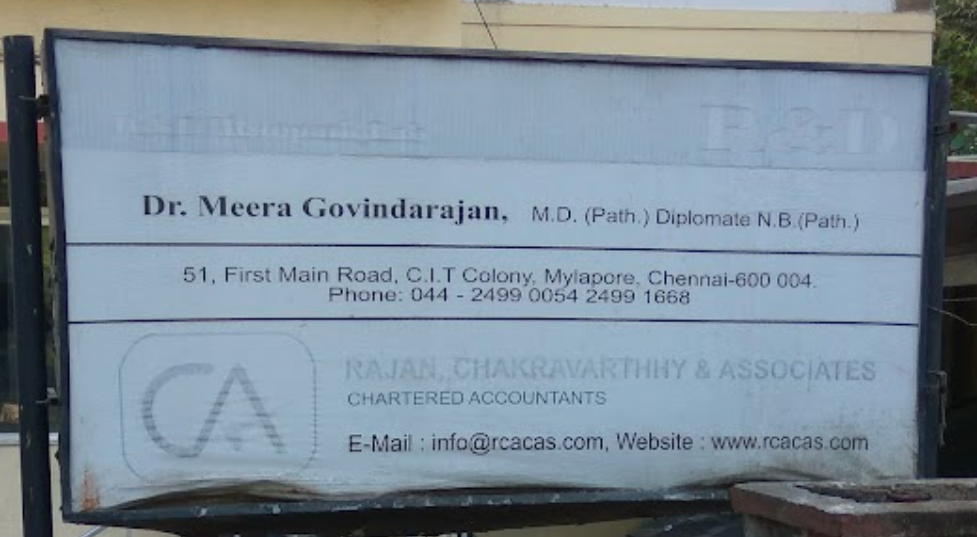 R&D
Dr. Meera Govindarajan, M.D. (Path.) Diplomate N.B.(Path.)
51, First Main Road, C.I.T Colony, Mylapore, Chennai-600 004.
Phone: 044 - 2499 0054 2499 1668
CA
RAJAN, CHAKRAVARTHHY & ASSOCIATES
CHARTERED ACCOUNTANTS
E-Mail : info@rcacas.com, Website : www.rcacas.com